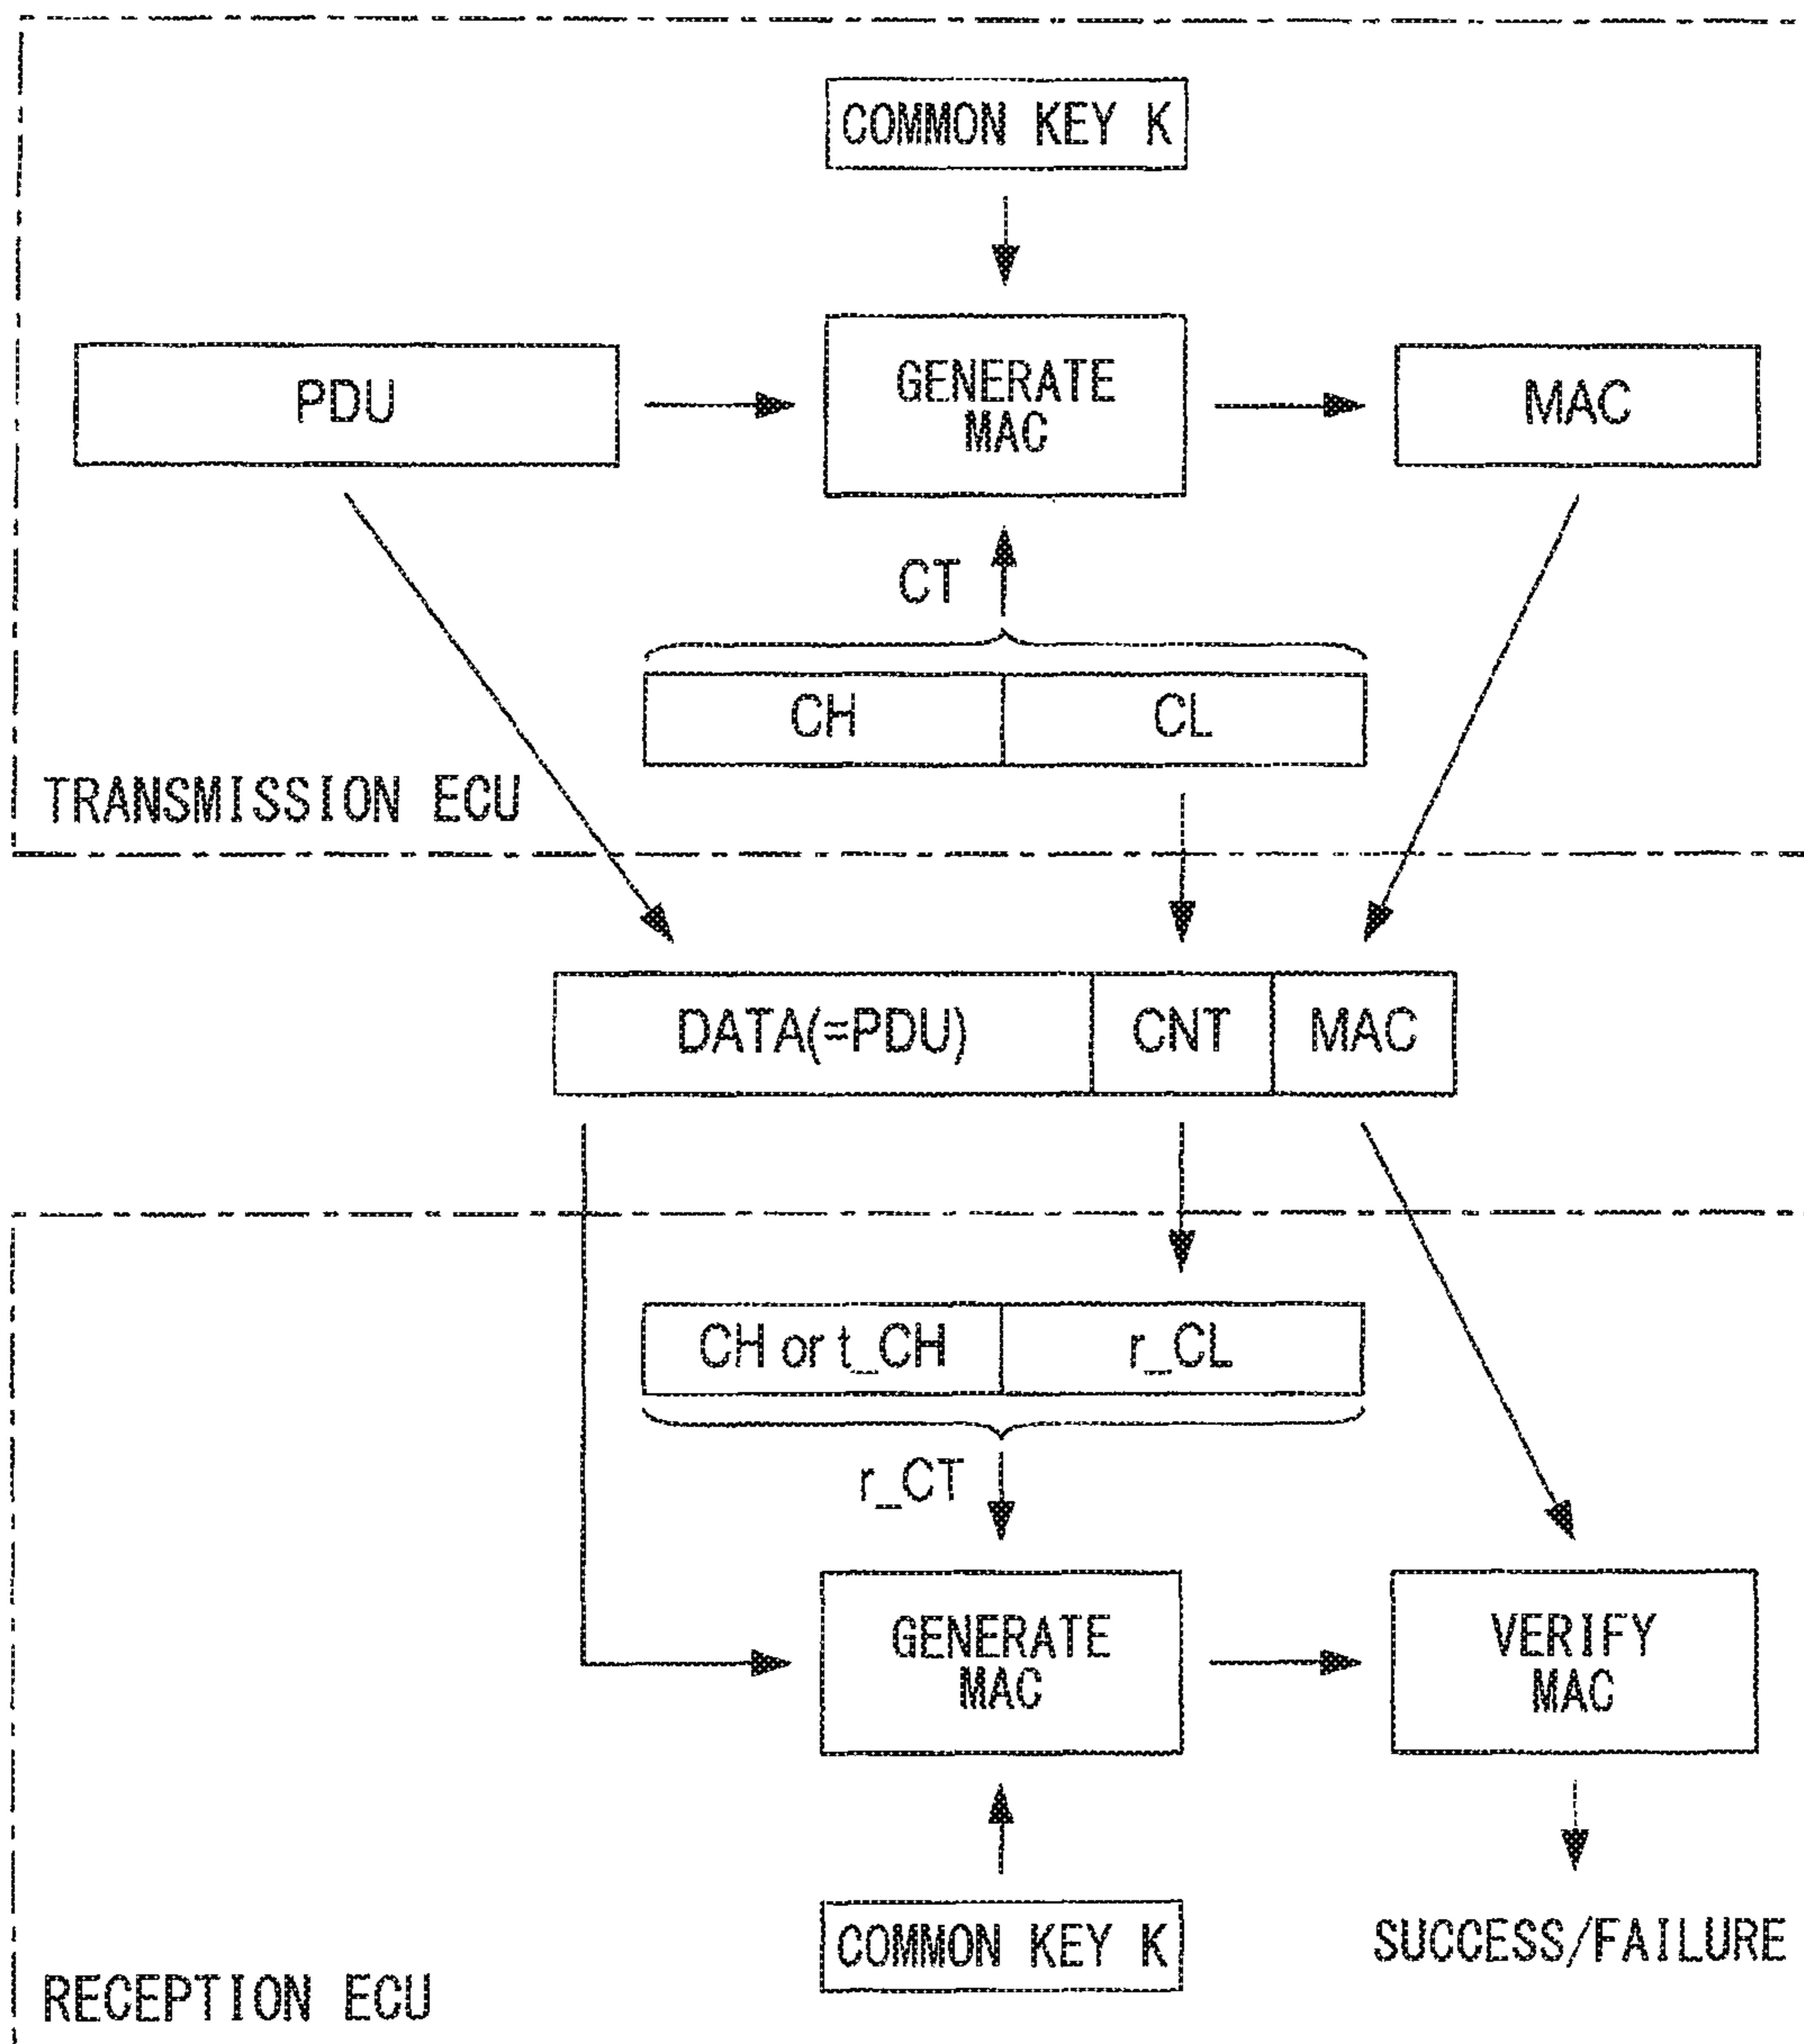 COMMON KEY K
PDU
GENERATE
MAC
MAC
CT
CH
CL
TRANSMISSION ECU
DATA(=PDU)
CNT
MAC
CH or t_CH
r_CL
r_CT
GENERATE
MAC
VERIFY
MAC
COMMON KEY K
SUCCESS/FAILURE
RECEPTION ECU